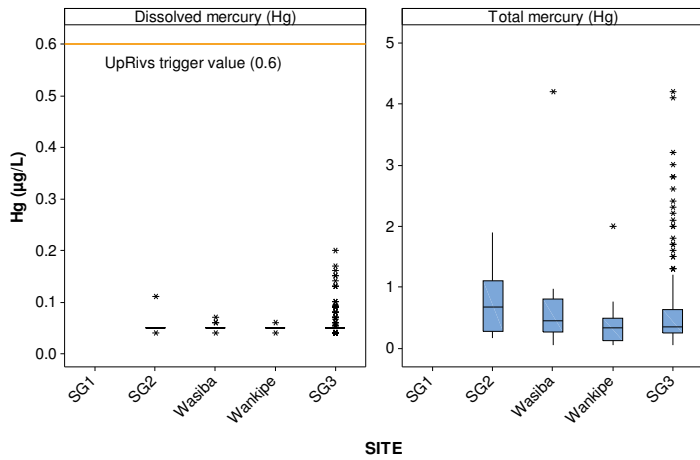 Dissolved mercury (Hg)
Total mercury (Hg)
0.6
0.5
0.4
0.3
0.2
0.1
0.0
UpRivs trigger value (0.6)
Hg (µg/L)
5
4
3
2
1
0
SG1
SG2
Wasiba
Wankipe
SG3
SG1
SG2
Wasiba
Wankipe
SG3
SITE